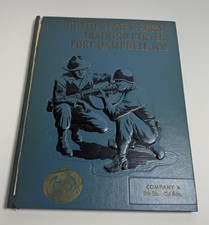 UNITED STATES ARMY
TRAINING CENTER
FORT CAMPBELL, KY.
COMPANY A